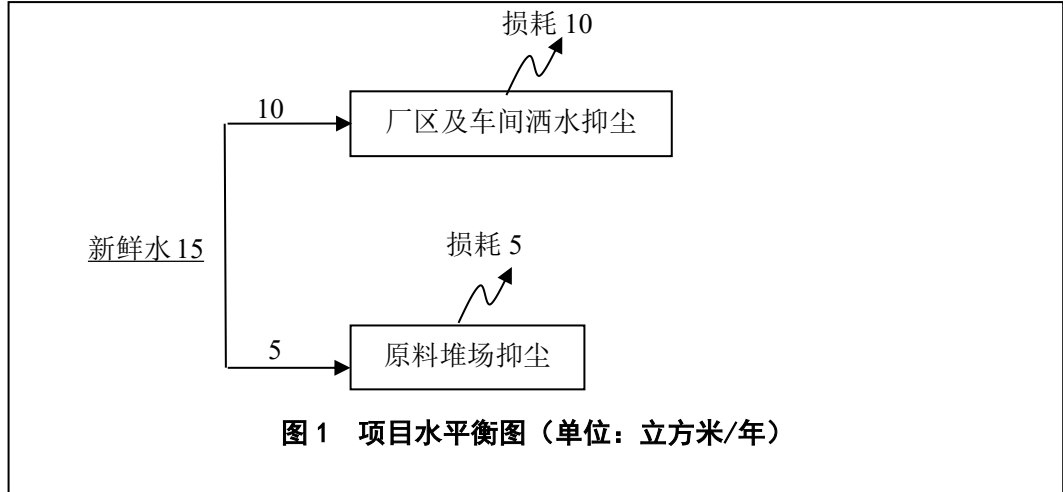 损耗 10
10
厂区及车间洒水抑尘
新鲜水 15
损耗 5
5
原料堆场抑尘
图 1 项目水平衡图（单位：立方米/年）